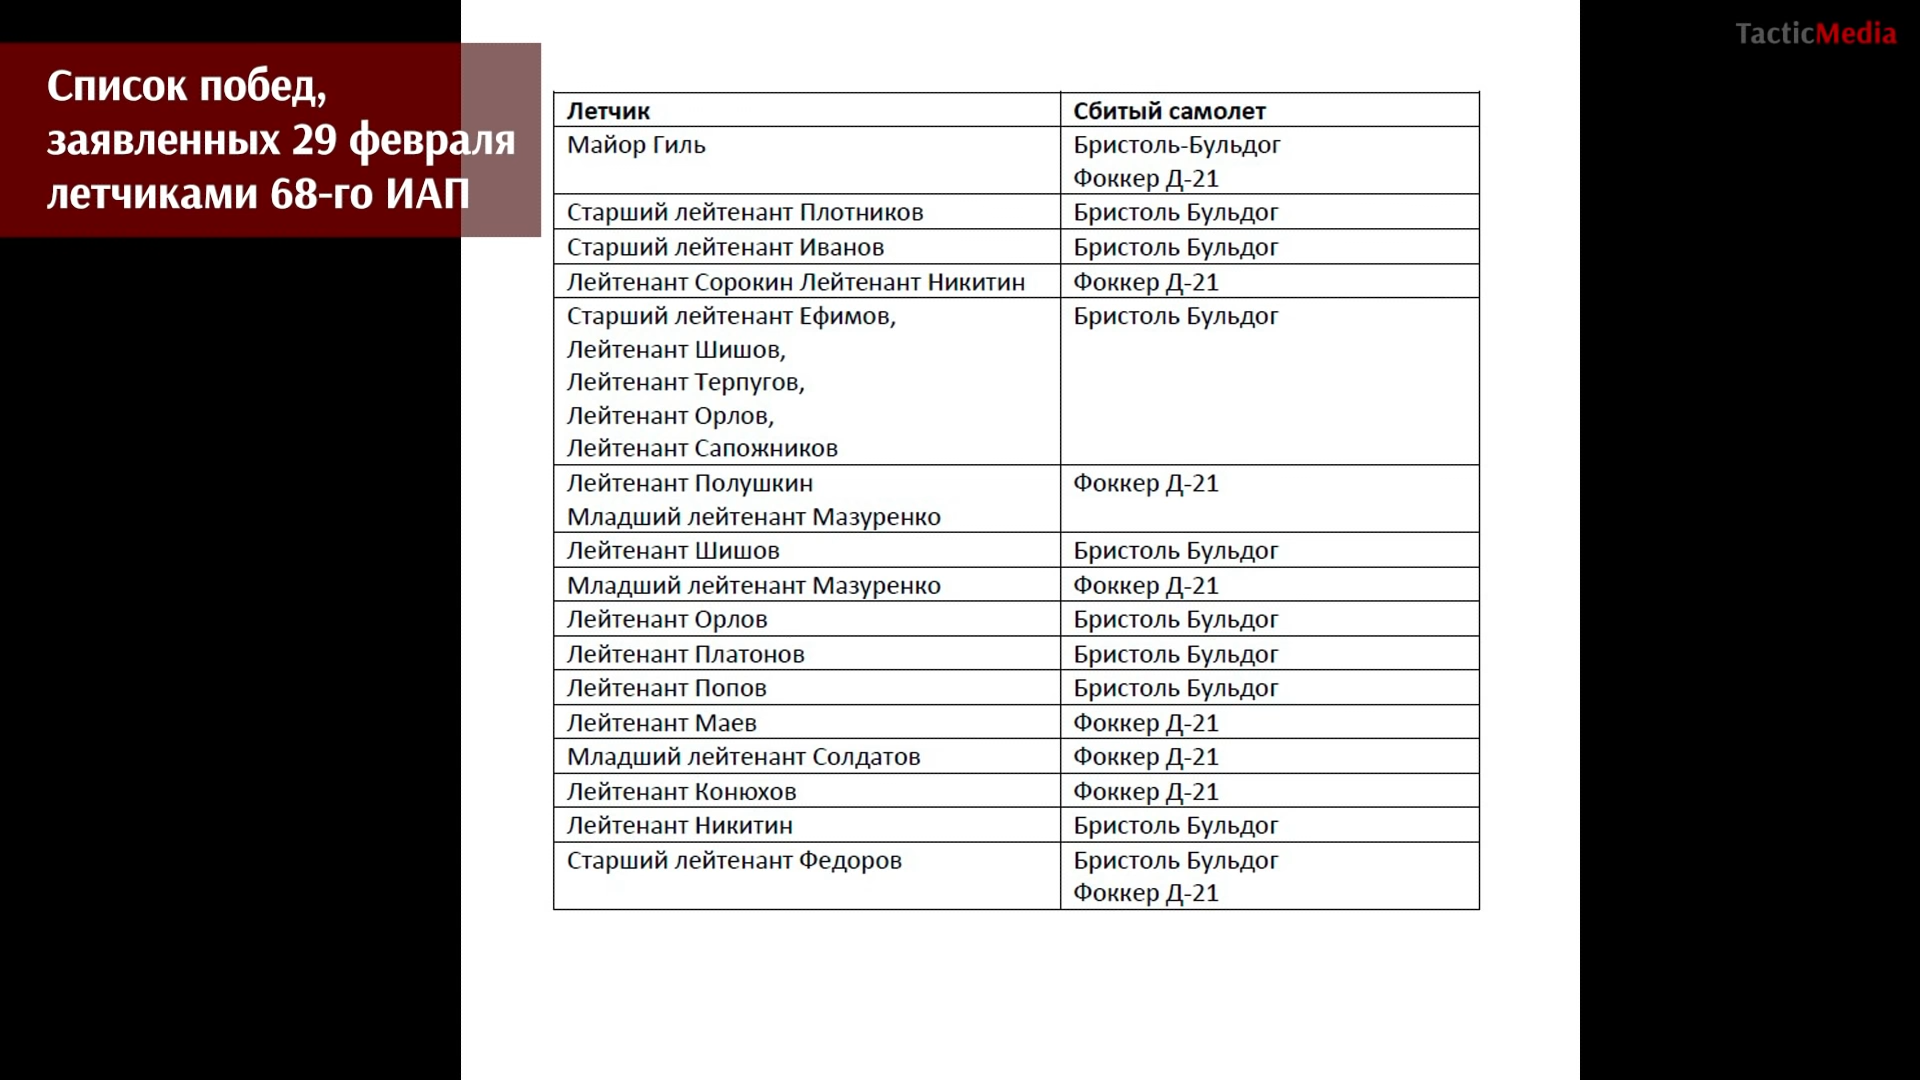 TacticMedia
Список побед,
заявленных 29 февраля
летчиками 68-го ИАП
Летчик Сбитый самолет
Майор Гиль Бристоль-Бульдог
Фоккер Д-21
Старший лейтенант Плотников Бристоль Бульдог
Старший лейтенант Иванов Бристоль Бульдог
Лейтенант Сорокин Лейтенант Никитин Фоккер Д-21
Старший лейтенант Ефимов, Бристоль Бульдог
Лейтенант Шишов,
Лейтенант Терпугов,
Лейтенант Орлов,
Лейтенант Сапожников
Лейтенант Полушкин Фоккер Д-21
Младший лейтенант Мазуренко
Лейтенант Шишов Бристоль Бульдог
Младший лейтенант Мазуренко Фоккер Д-21
Лейтенант Орлов Бристоль Бульдог
Лейтенант Платонов Бристоль Бульдог
Лейтенант Попов Бристоль Бульдог
Лейтенант Маев Фоккер Д-21
Младший лейтенант Солдатов Фоккер Д-21
Лейтенант Конюхов Фоккер Д-21
Лейтенант Никитин Бристоль Бульдог
Старший лейтенант Федоров Бристоль Бульдог
Фоккер Д-21